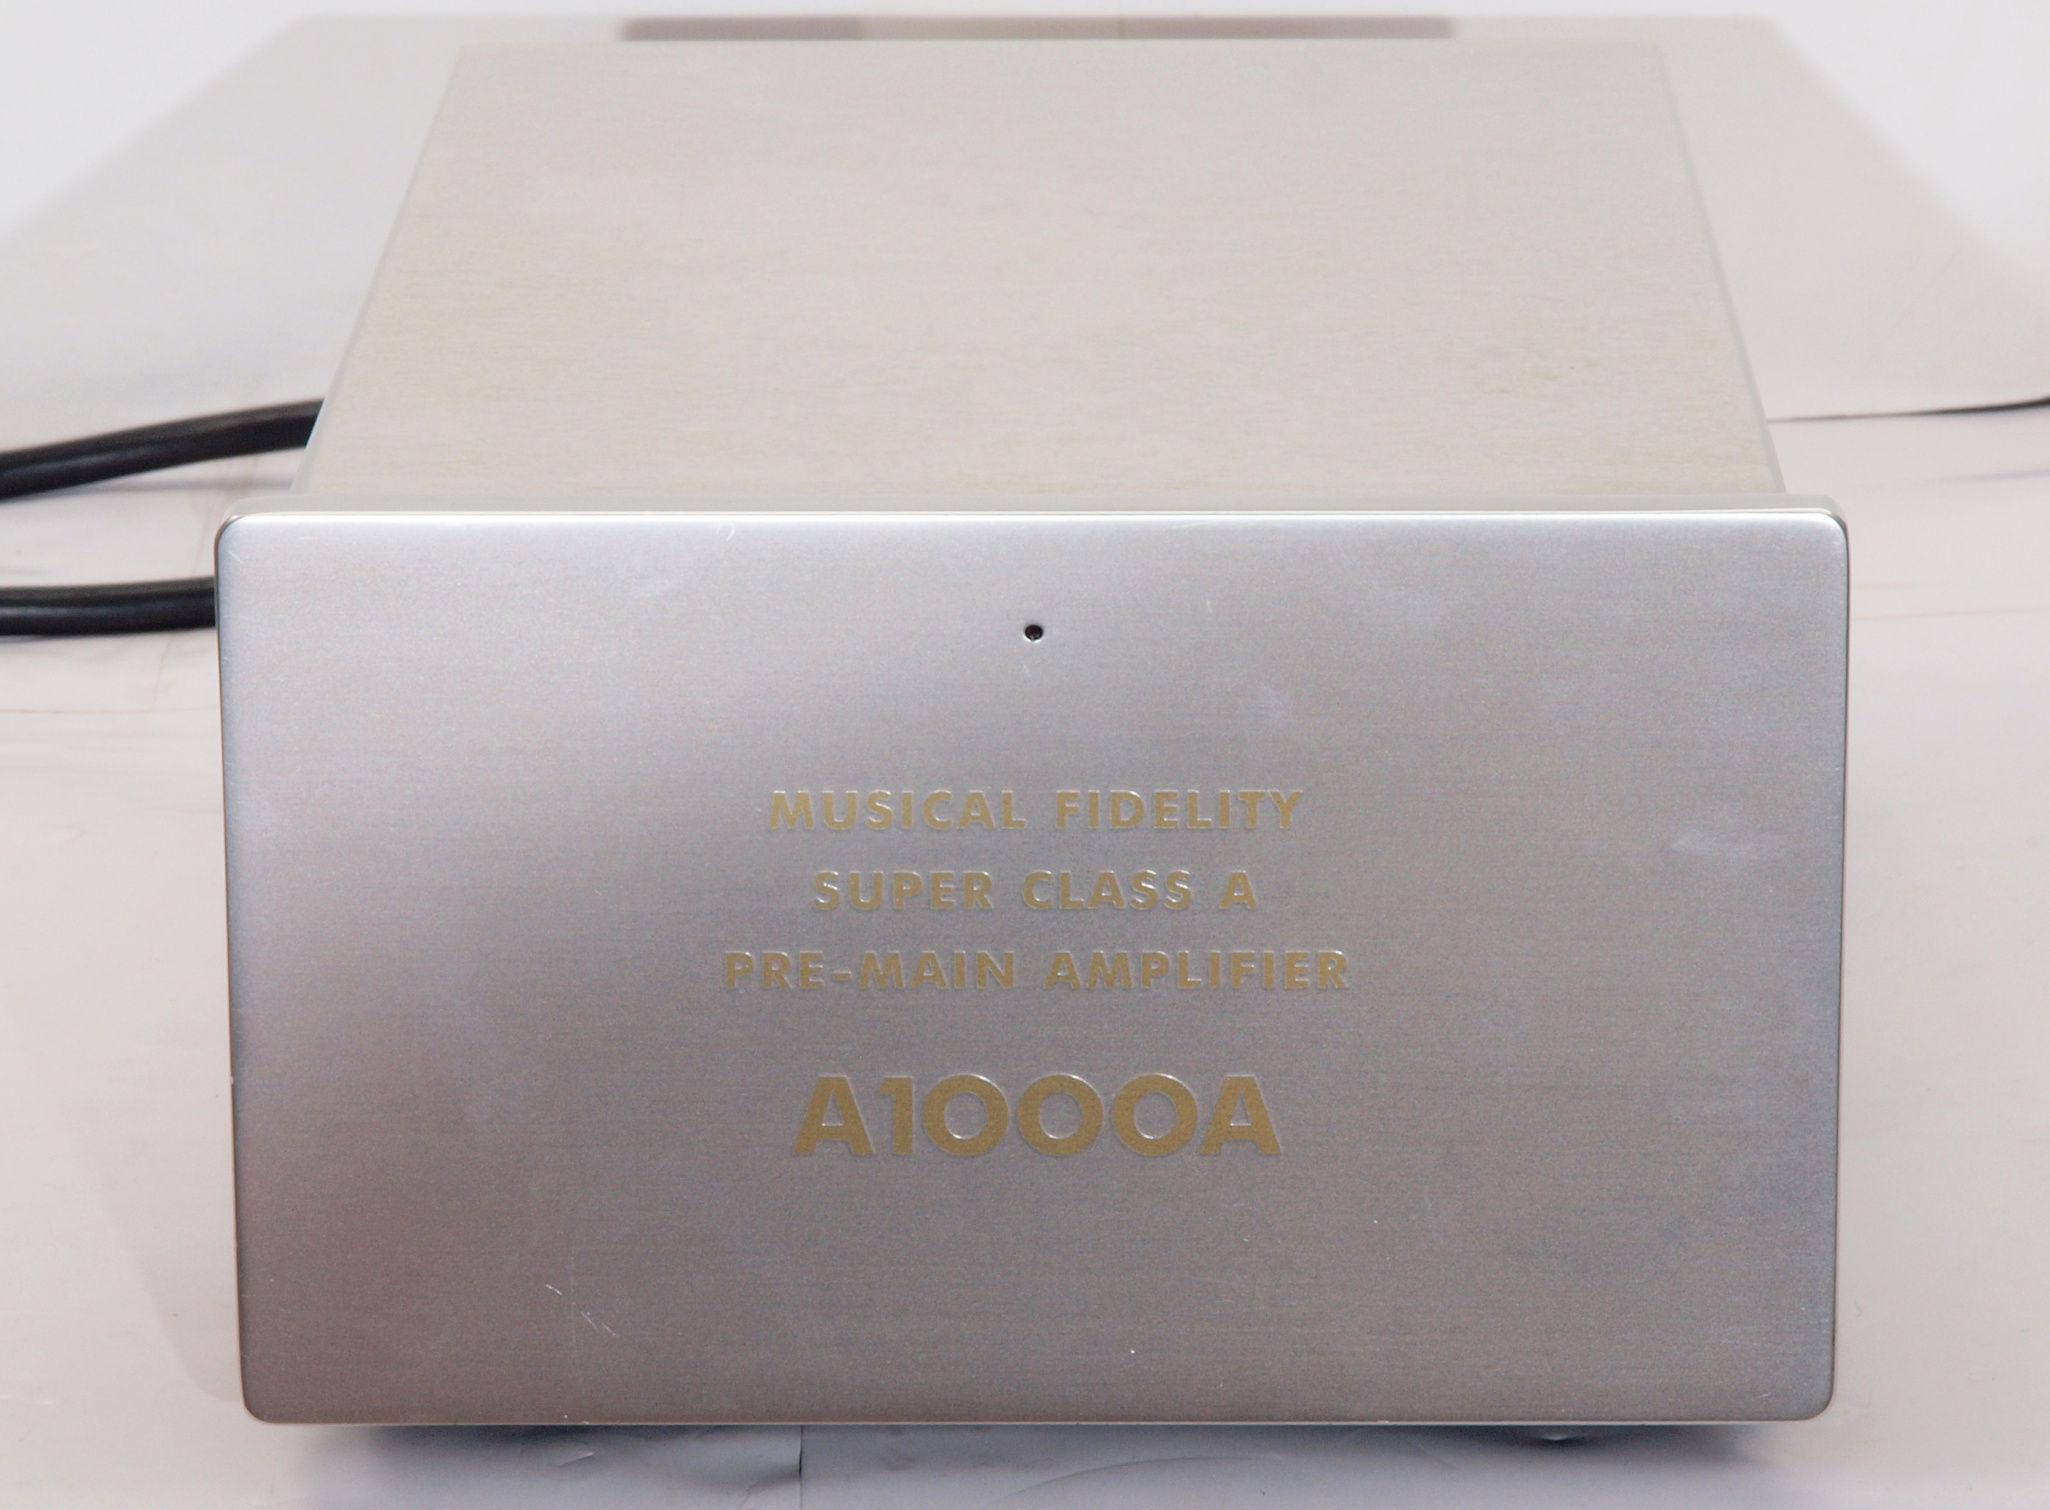 MUSICAL FIDELITY
SUPER CLASS A
PRE-MAIN AMPLIFIER
A1000A